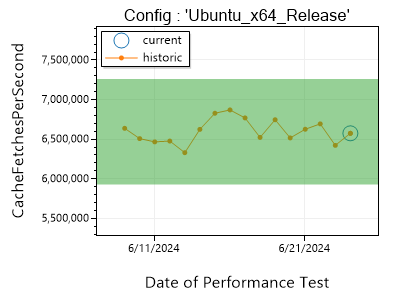 Config : 'Ubuntu_x64_Release'
current
historic
CacheFetchesPerSecond
7,500,000
7,000,000
6,500,000
6,000,000
5,500,000
6/11/2024
6/21/2024
Date of Performance Test